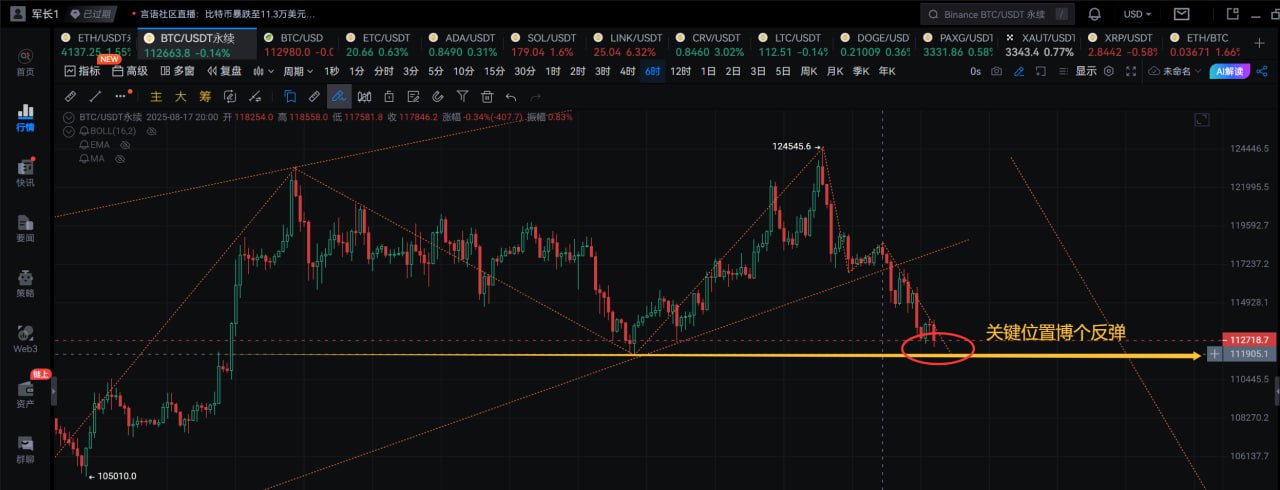 军长1 已过期 言语社区直播：比特币暴跌至11.3万美元... Binance BTC/USDT 永续 / USD
ETH/USDT 4137.25 1.55%
BTC/USDT永续 112663.8 -0.14%
BTC/USD 112980.0 -0.0
ETC/USDT 20.66 0.63%
ADA/USDT 0.8490 0.31%
SOL/USDT 179.04 1.6%
LINK/USDT 25.04 6.32%
CRV/USDT 0.8460 3.02%
LTC/USDT 112.51 -0.14%
DOGE/USD 0.21009 0.36
PAXG/USDT 3331.86 0.58%
XAUT/USDT 3343.4 0.77%
XRP/USDT 2.8442 -0.58%
ETH/BTC 0.03671 1.66%
指标 NEW 高级 多窗 复盘 周期 1秒 1分 3分 5分 10分 15分 30分 1时 2时 3时 4时 6时 12时 1日 2日 3日 5日 周K 月K 季K 年K 0s 显示 未命名 AI解读
主 大 筹
首页
行情
快讯
要闻
策略
Web3
链上
资产
群聊
BTC/USDT永续 2025-08-17 20:00 开 118254.0 高 118558.0 低 117581.8 收 117846.2 涨幅 -0.34%(-407.7) 振幅 0.83%
BOLL(16,2)
EMA
MA
124545.6
105010.0
关键位置博个反弹
124446.5
121995.5
119592.7
117237.2
114928.1
112718.7
111905.1
110445.5
108270.2
106137.7